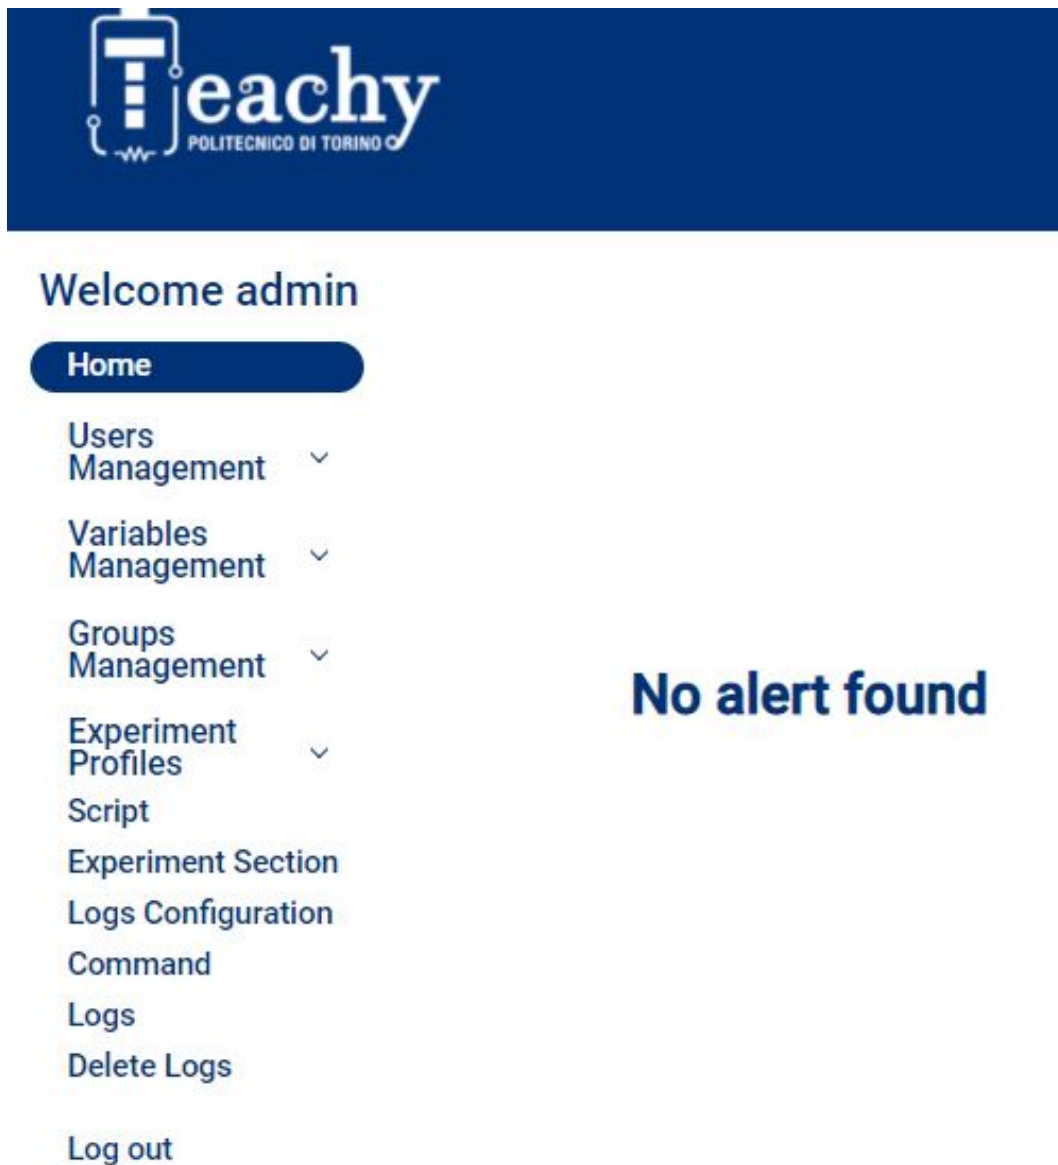 Teachy
POLITECNICO DI TORINO
Welcome admin
Home
Users
Management
Variables
Management
Groups
Management
Experiment
Profiles
Script
Experiment Section
Logs Configuration
Command
Logs
Delete Logs
Log out
No alert found